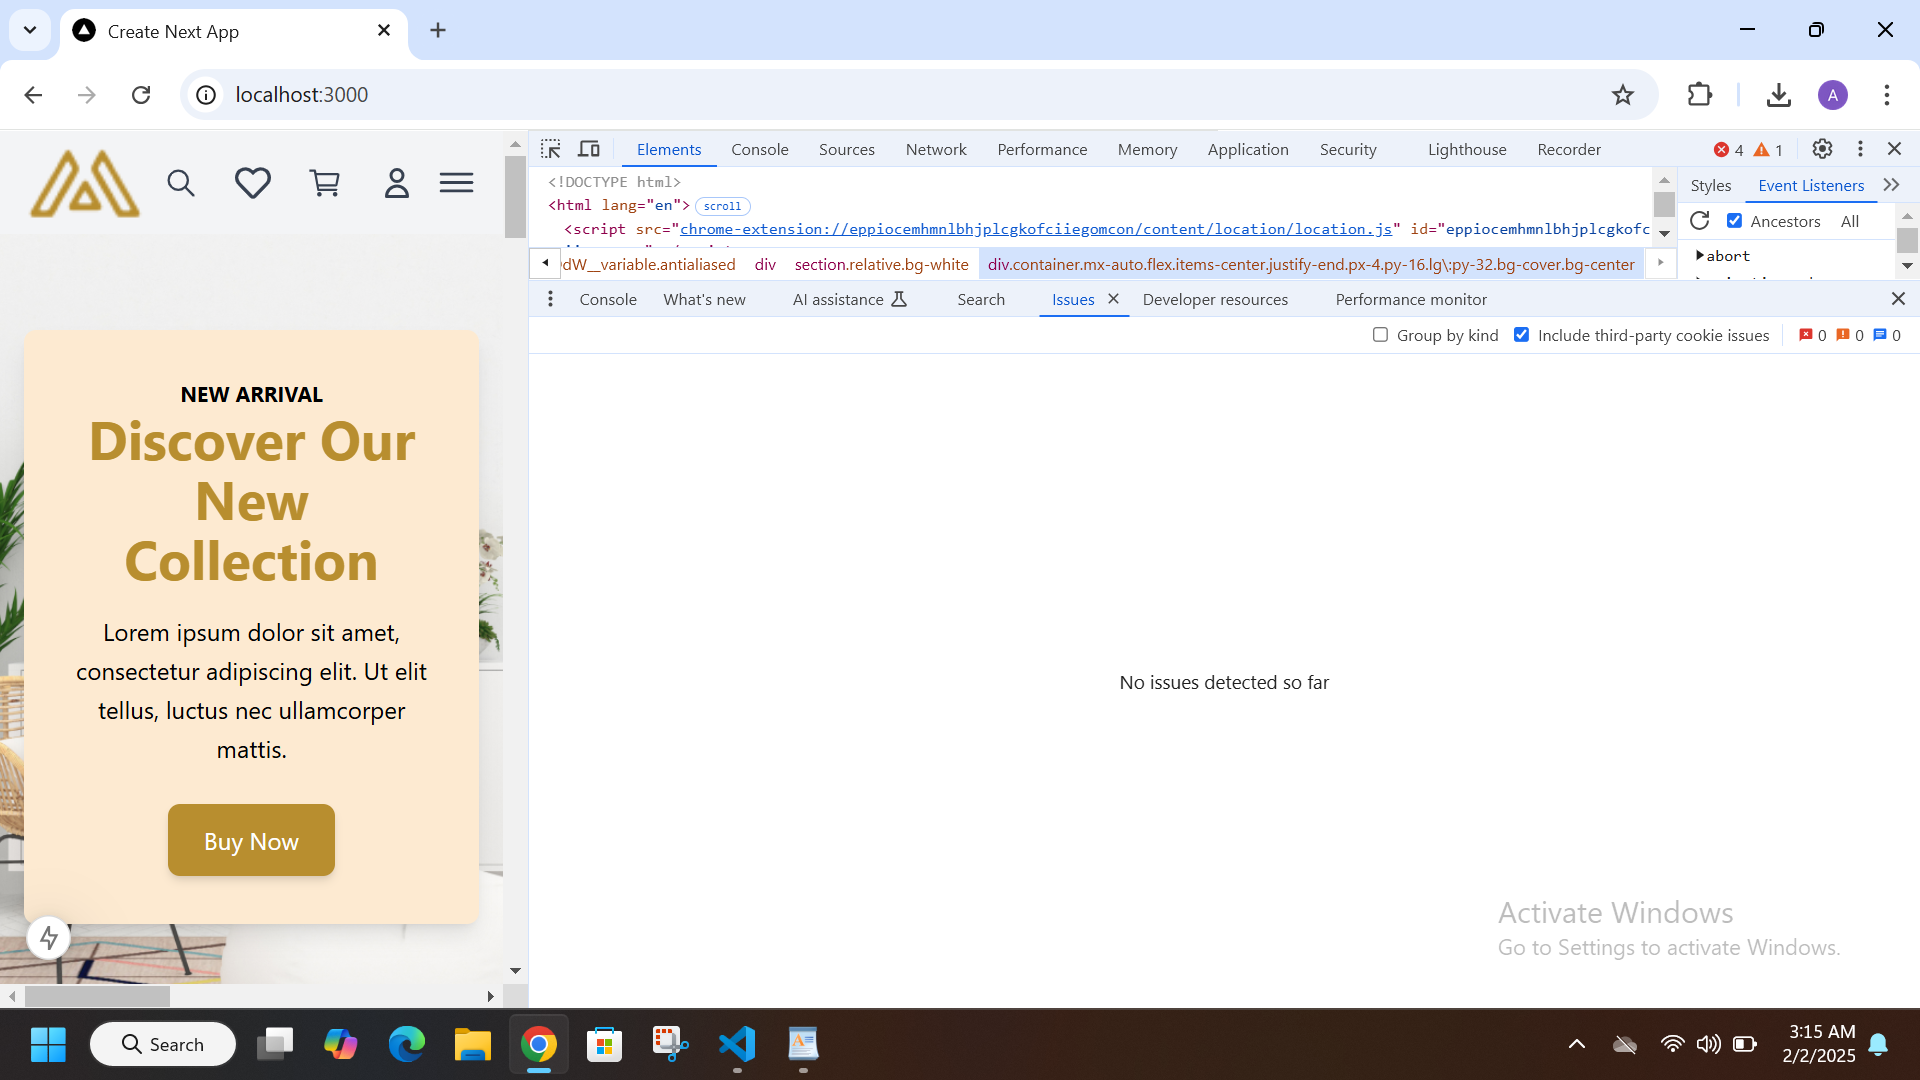 Create Next App
localhost:3000
A
Elements Console Sources Network Performance Memory Application Security Lighthouse Recorder 4 1
<!DOCTYPE html>
<html lang="en"> scroll
<script src="chrome-extension://eppiocemhmnlbhjplcgkofciiegomcon/content/location/location.js" id="eppiocemhmnlbhjplcgkofc
dW__variable.antialiased div section.relative.bg-white div.container.mx-auto.flex.items-center.justify-end.px-4.py-16.lg\:py-32.bg-cover.bg-center
Styles Event Listeners
Ancestors All
abort
Console What's new AI assistance Search Issues Developer resources Performance monitor
Group by kind Include third-party cookie issues 0 0 0
No issues detected so far
NEW ARRIVAL
Discover Our
New
Collection
Lorem ipsum dolor sit amet,
consectetur adipiscing elit. Ut elit
tellus, luctus nec ullamcorper
mattis.
Buy Now
Activate Windows
Go to Settings to activate Windows.
Search
3:15 AM
2/2/2025